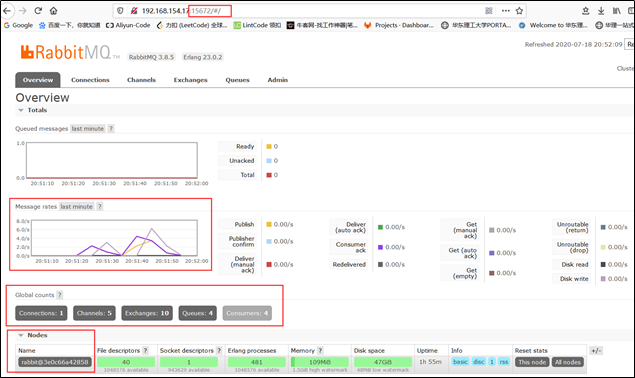 192.168.154.17:15672/#/
Google 百度一下，你就知道 Aliyun-Code 力扣 (LeetCode) 全球... LintCode 领扣 牛客网-找工作神器|笔... Projects · Dashboard... 华东理工大学PORTA... Welcome to 华东理... 华理一站式
RabbitMQ TM RabbitMQ 3.8.5 Erlang 23.0.2
Refreshed 2020-07-18 20:52:09
Overview Connections Channels Exchanges Queues Admin
Overview
Totals
Queued messages last minute ?
1.0
0.0
20:51:10 20:51:20 20:51:30 20:51:40 20:51:50 20:52:00
Ready 0
Unacked 0
Total 0
Message rates last minute ?
8.0/s
6.0/s
4.0/s
2.0/s
0.0/s
20:51:10 20:51:20 20:51:30 20:51:40 20:51:50 20:52:00
Publish 0.00/s
Publisher confirm 0.00/s
Deliver (manual ack) 0.00/s
Deliver (auto ack) 0.00/s
Consumer ack 0.00/s
Redelivered 0.00/s
Get (manual ack) 0.00/s
Get (auto ack) 0.00/s
Get (empty) 0.00/s
Unroutable (return) 0.00/s
Unroutable (drop) 0.00/s
Disk read 0.00/s
Disk write 0.00/s
Global counts ?
Connections: 1 Channels: 5 Exchanges: 10 Queues: 4 Consumers: 4
Nodes
Name File descriptors ? Socket descriptors ? Erlang processes Memory ? Disk space Uptime Info Reset stats +/-
rabbit@3e0c66a42858 40 1 481 109MiB 47GiB 1h 55m basic disc 1 rss This node All nodes
1048576 available 943629 available 1048576 available 1.5GiB high watermark 48MiB low watermark